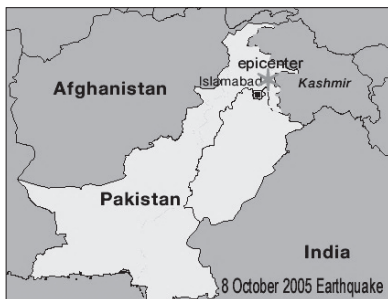 epicenter
Islamabad
Kashmir
Afghanistan
Pakistan
India
8 October 2005 Earthquake